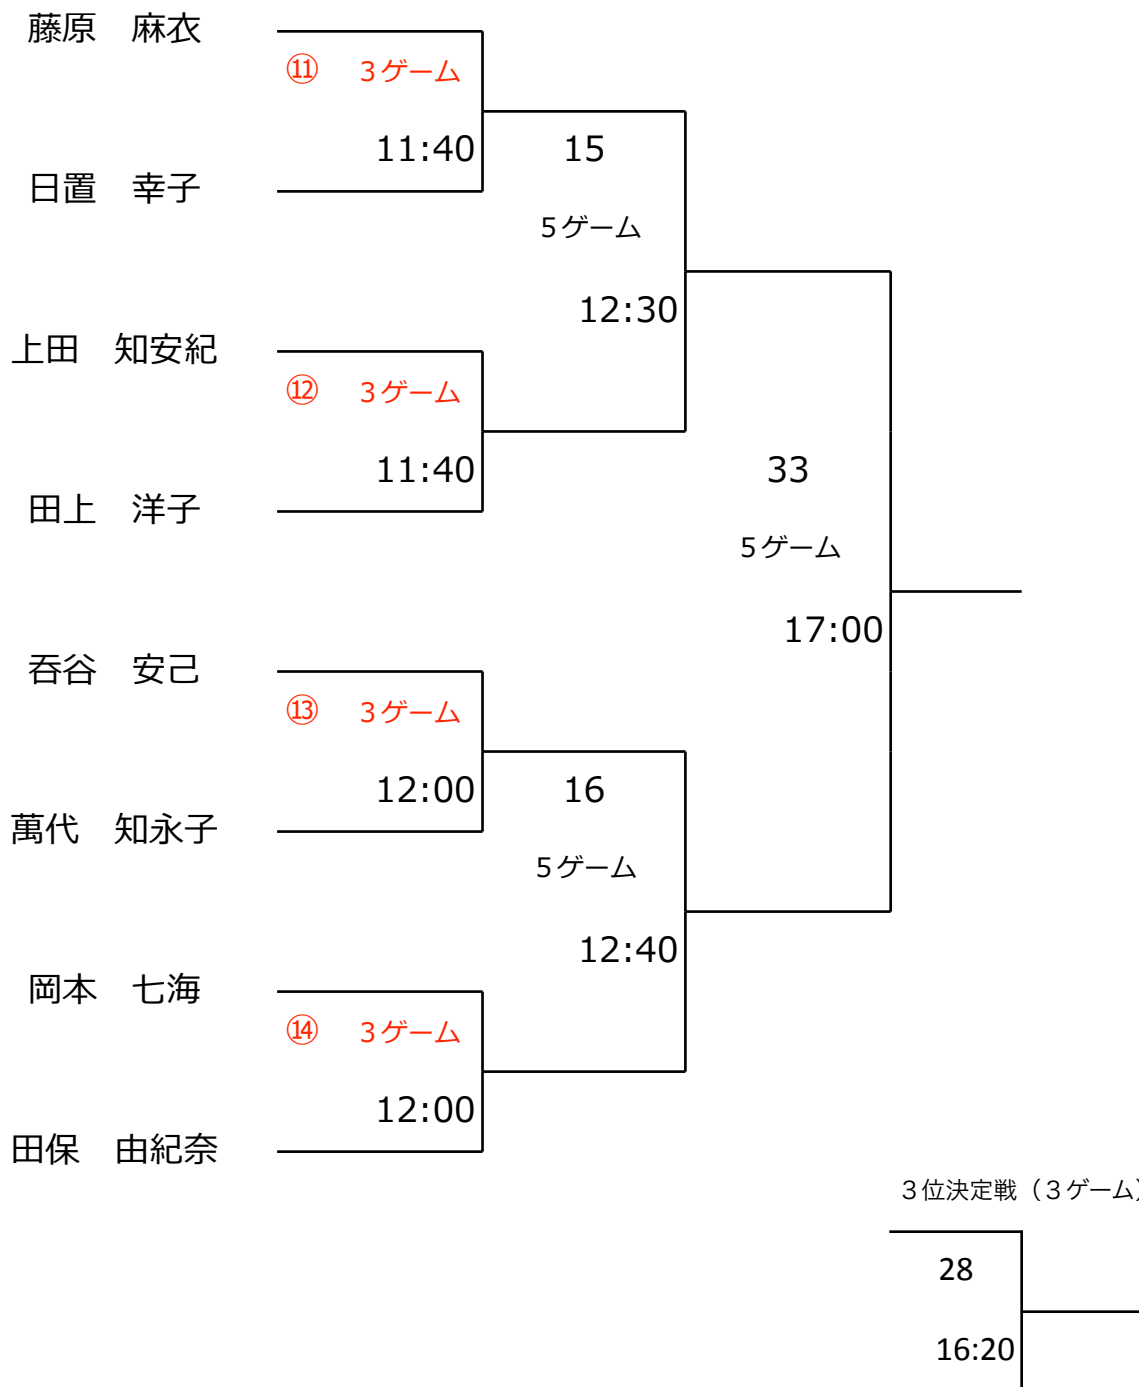 藤原　麻衣
⑪　３ゲーム
11:40
15
日置　幸子
５ゲーム
12:30
上田　知安紀
⑫　３ゲーム
11:40
33
田上　洋子
５ゲーム
17:00
呑谷　安己
⑬　３ゲーム
12:00
16
萬代　知永子
５ゲーム
12:40
岡本　七海
⑭　３ゲーム
12:00
田保　由紀奈
３位決定戦（３ゲーム）
28
16:20